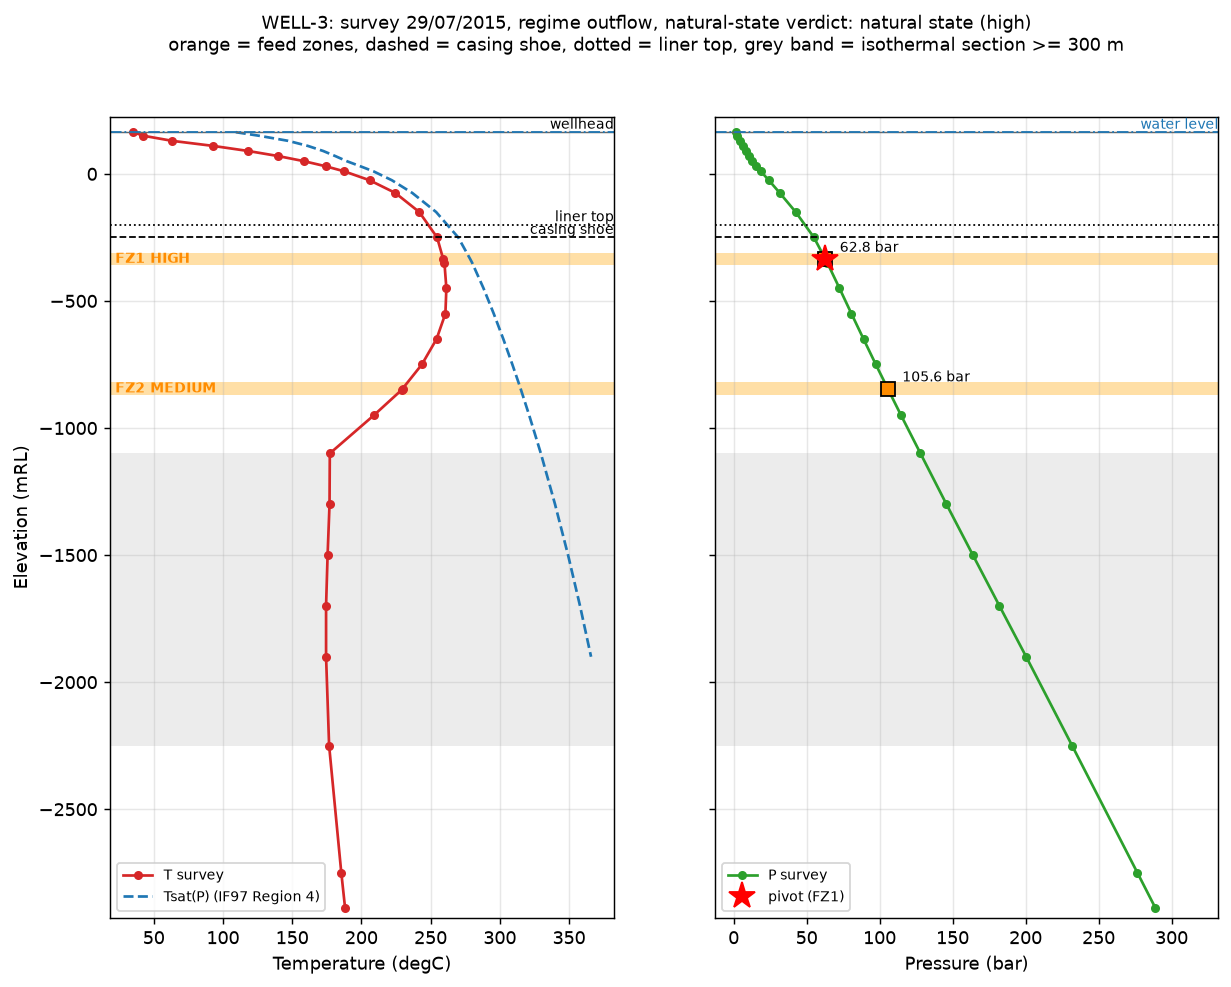 WELL-3: survey 29/07/2015, regime outflow, natural-state verdict: natural state (high)
orange = feed zones, dashed = casing shoe, dotted = liner top, grey band = isothermal section >= 300 m
wellhead
liner top
casing shoe
FZ1 HIGH
FZ2 MEDIUM
0
−500
−1000
−1500
−2000
−2500
Elevation (mRL)
T survey
Tsat(P) (IF97 Region 4)
50
100
150
200
250
300
350
Temperature (degC)
water level
62.8 bar
105.6 bar
P survey
pivot (FZ1)
0
50
100
150
200
250
300
Pressure (bar)